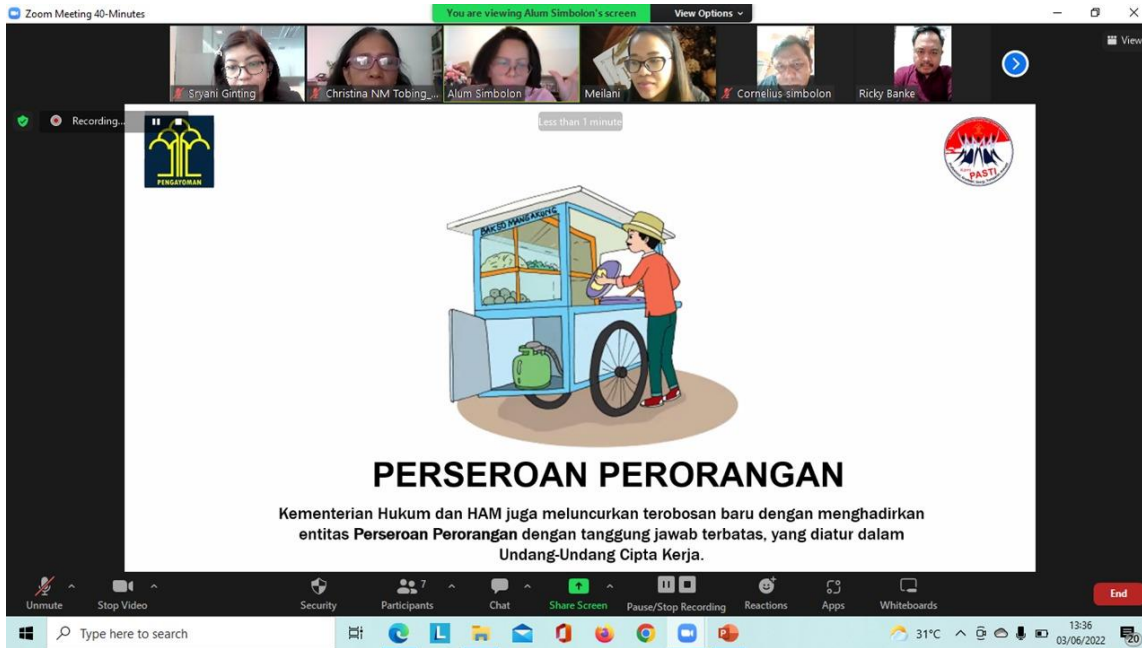 Zoom Meeting 40-Minutes
You are viewing Alum Simbolon's screen
View Options
View
Sryani Ginting
Christina NM Tobing_...
Alum Simbolon
Meilani
Cornelius simbolon
Ricky Banke
Recording...
Less than 1 minute
PENGAYOMAN
PASTI
BAKSO MANG AKUNG
PERSEROAN PERORANGAN
Kementerian Hukum dan HAM juga meluncurkan terobosan baru dengan menghadirkan
entitas Perseroan Perorangan dengan tanggung jawab terbatas, yang diatur dalam
Undang-Undang Cipta Kerja.
Unmute
Stop Video
Security
7
Participants
Chat
Share Screen
Pause/Stop Recording
Reactions
Apps
Whiteboards
End
Type here to search
31°C
13:36
03/06/2022
20